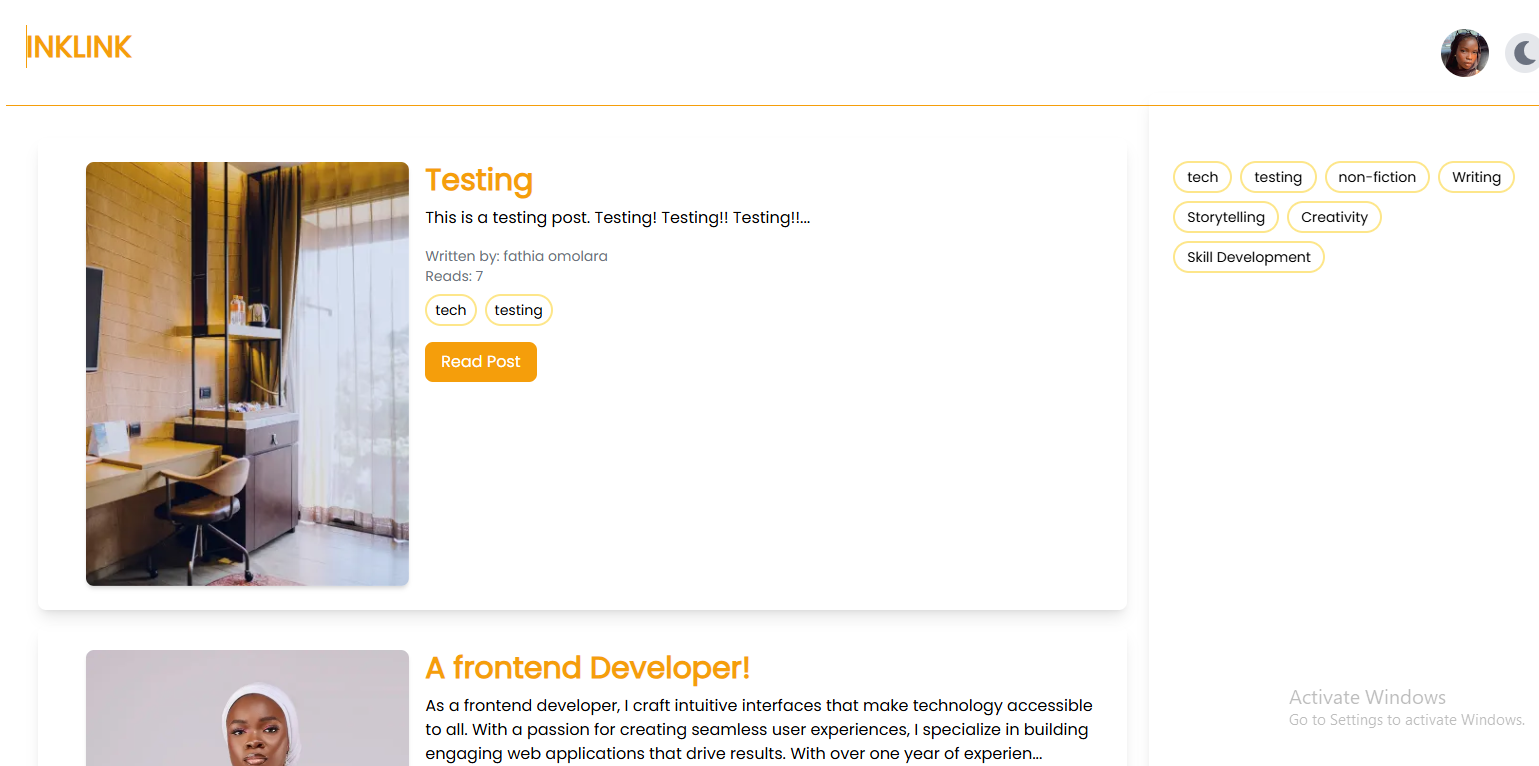 INKLINK
Testing
This is a testing post. Testing! Testing!! Testing!!...
Written by: fathia omolara
Reads: 7
tech testing
Read Post
A frontend Developer!
As a frontend developer, I craft intuitive interfaces that make technology accessible
to all. With a passion for creating seamless user experiences, I specialize in building
engaging web applications that drive results. With over one year of experien...
tech testing non-fiction Writing
Storytelling Creativity
Skill Development
Activate Windows
Go to Settings to activate Windows.